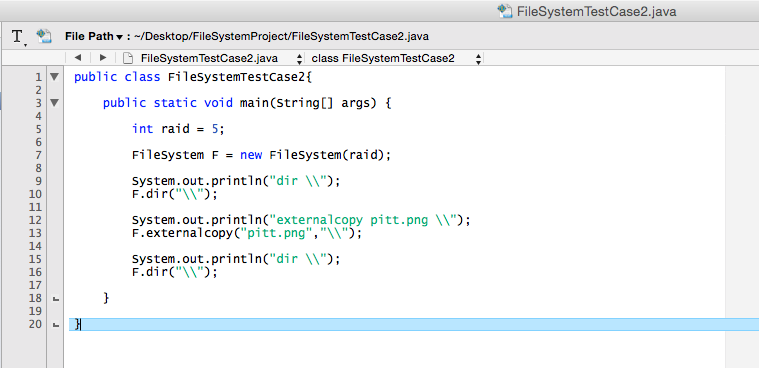 FileSystemTestCase2.java
T. File Path ▾ : ~/Desktop/FileSystemProject/FileSystemTestCase2.java
FileSystemTestCase2.java class FileSystemTestCase2
1 public class FileSystemTestCase2{
2
3 public static void main(String[] args) {
4
5 int raid = 5;
6
7 FileSystem F = new FileSystem(raid);
8
9 System.out.println("dir \\");
10 F.dir("\\");
11
12 System.out.println("externalcopy pitt.png \\");
13 F.externalcopy("pitt.png","\\");
14
15 System.out.println("dir \\");
16 F.dir("\\");
17
18 }
19
20 }